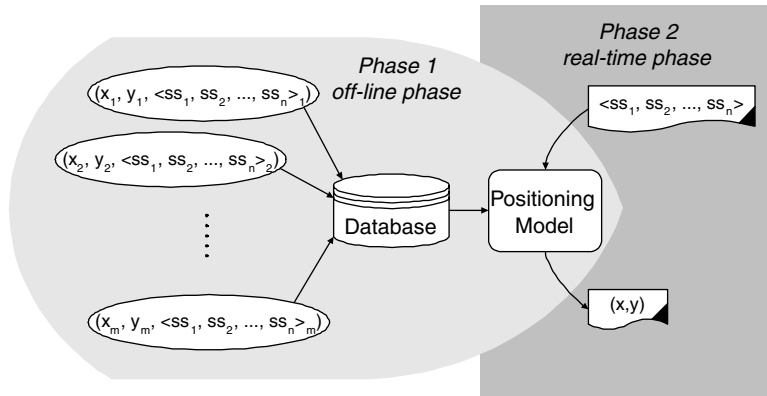 Phase 1
off-line phase
Phase 2
real-time phase
(x₁, y₁, <ss₁, ss₂, ..., ssₙ>₁)
(x₂, y₂, <ss₁, ss₂, ..., ssₙ>₂)
(xₘ, yₘ, <ss₁, ss₂, ..., ssₙ>ₘ)
Database
Positioning
Model
<ss₁, ss₂, ..., ssₙ>
(x,y)